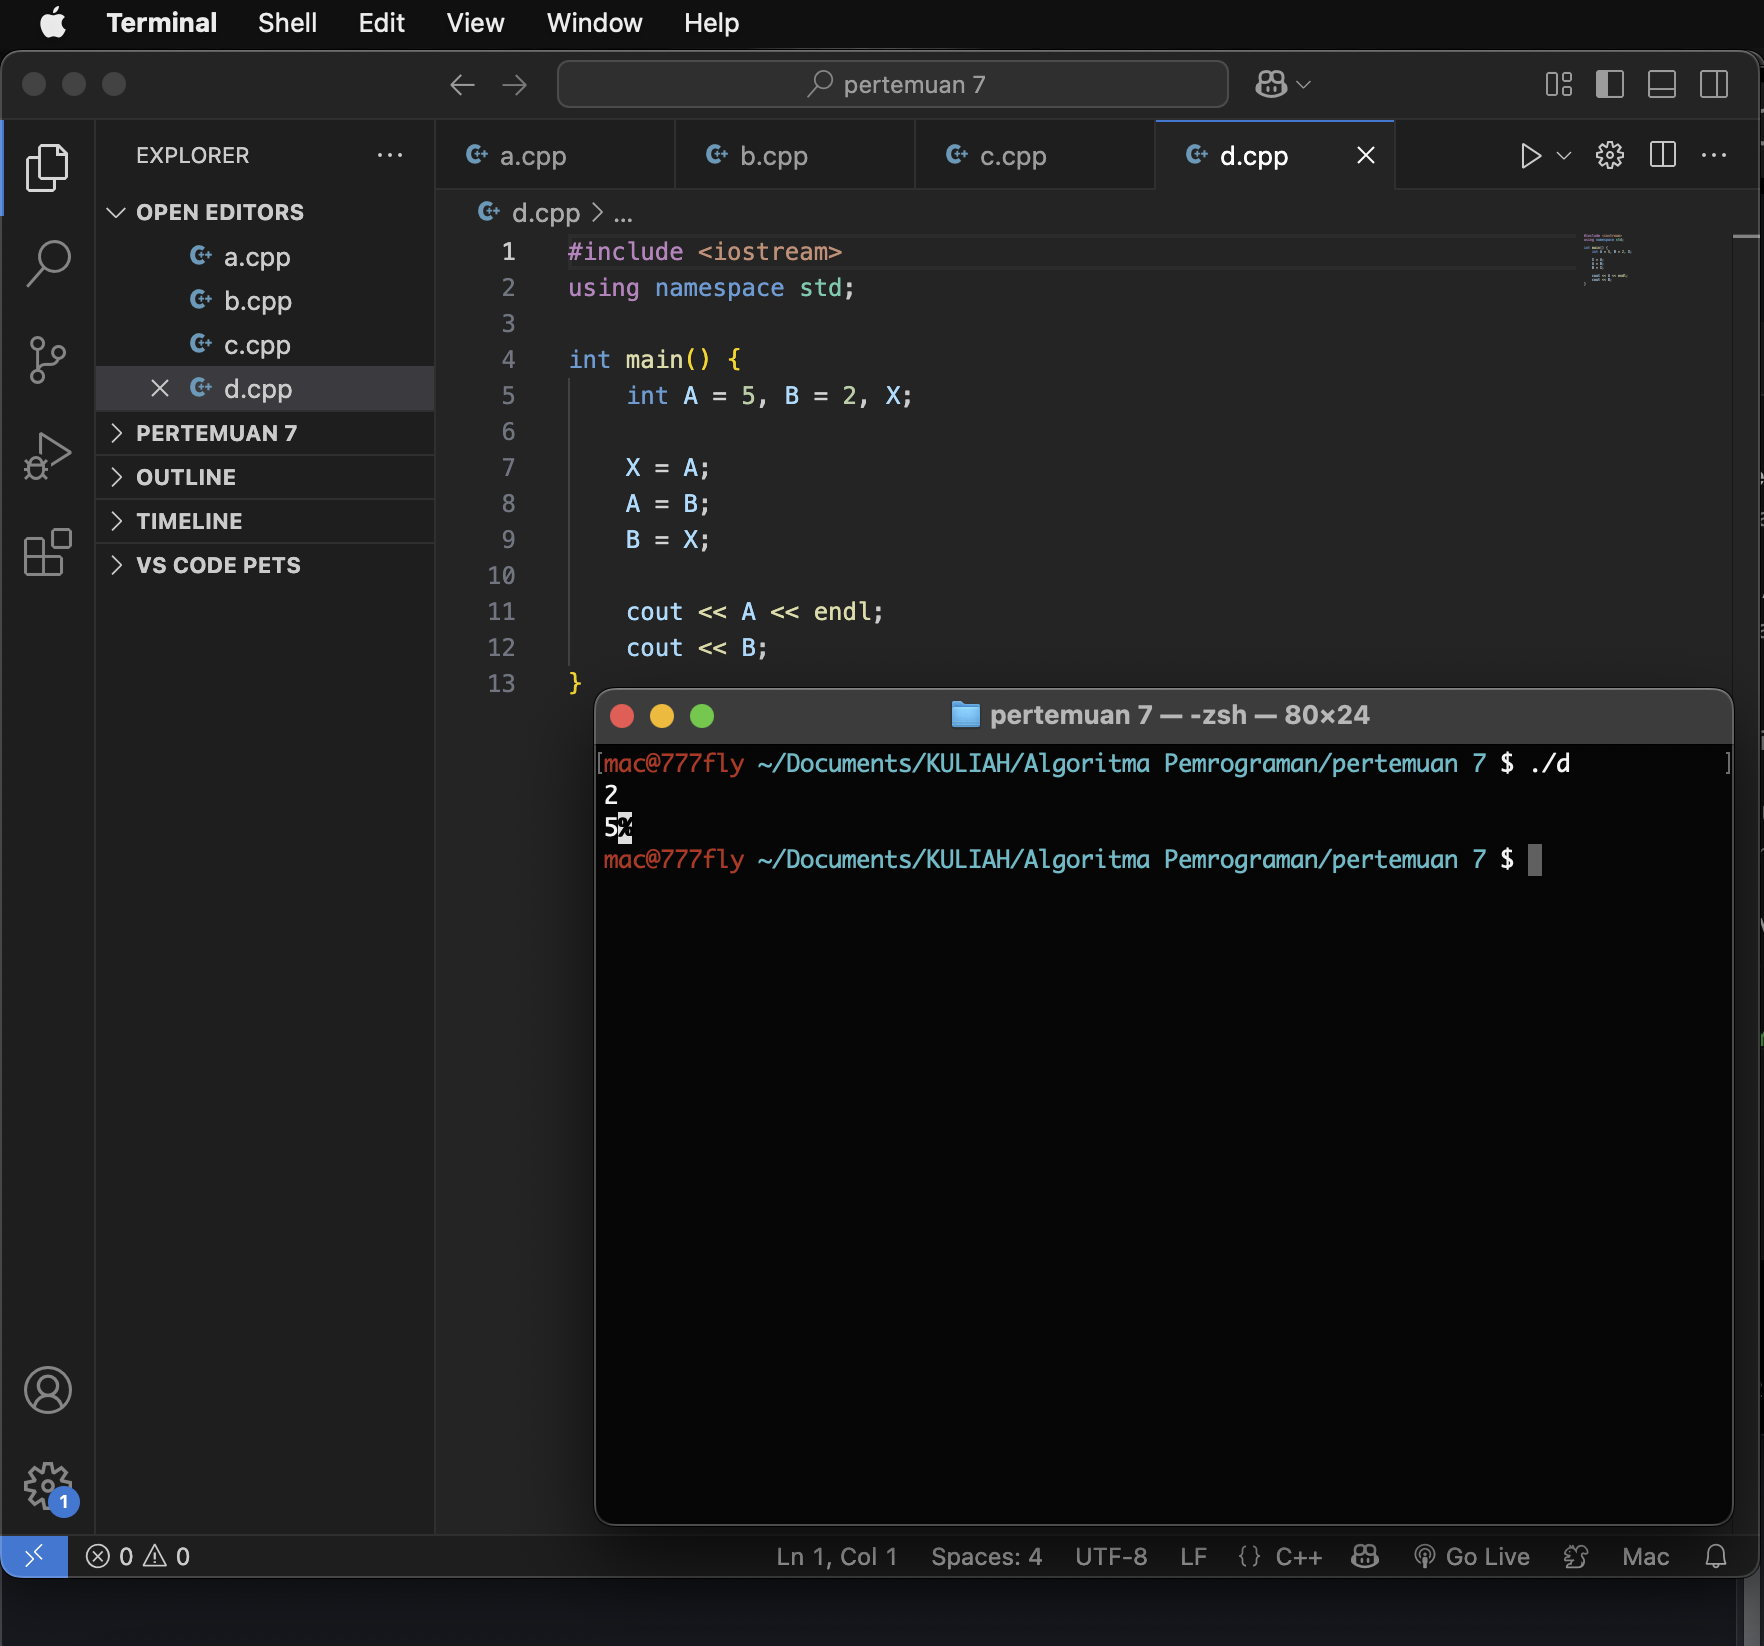 Terminal Shell Edit View Window Help
pertemuan 7
EXPLORER
a.cpp b.cpp c.cpp d.cpp
OPEN EDITORS
a.cpp
b.cpp
c.cpp
d.cpp
PERTEMUAN 7
OUTLINE
TIMELINE
VS CODE PETS
d.cpp > ...
1 #include <iostream>
2 using namespace std;
3
4 int main() {
5 int A = 5, B = 2, X;
6
7 X = A;
8 A = B;
9 B = X;
10
11 cout << A << endl;
12 cout << B;
13 }
pertemuan 7 — -zsh — 80×24
[mac@777fly ~/Documents/KULIAH/Algoritma Pemrograman/pertemuan 7 $ ./d ]
2
5%
mac@777fly ~/Documents/KULIAH/Algoritma Pemrograman/pertemuan 7 $
1
0 0 Ln 1, Col 1 Spaces: 4 UTF-8 LF {} C++ Go Live Mac